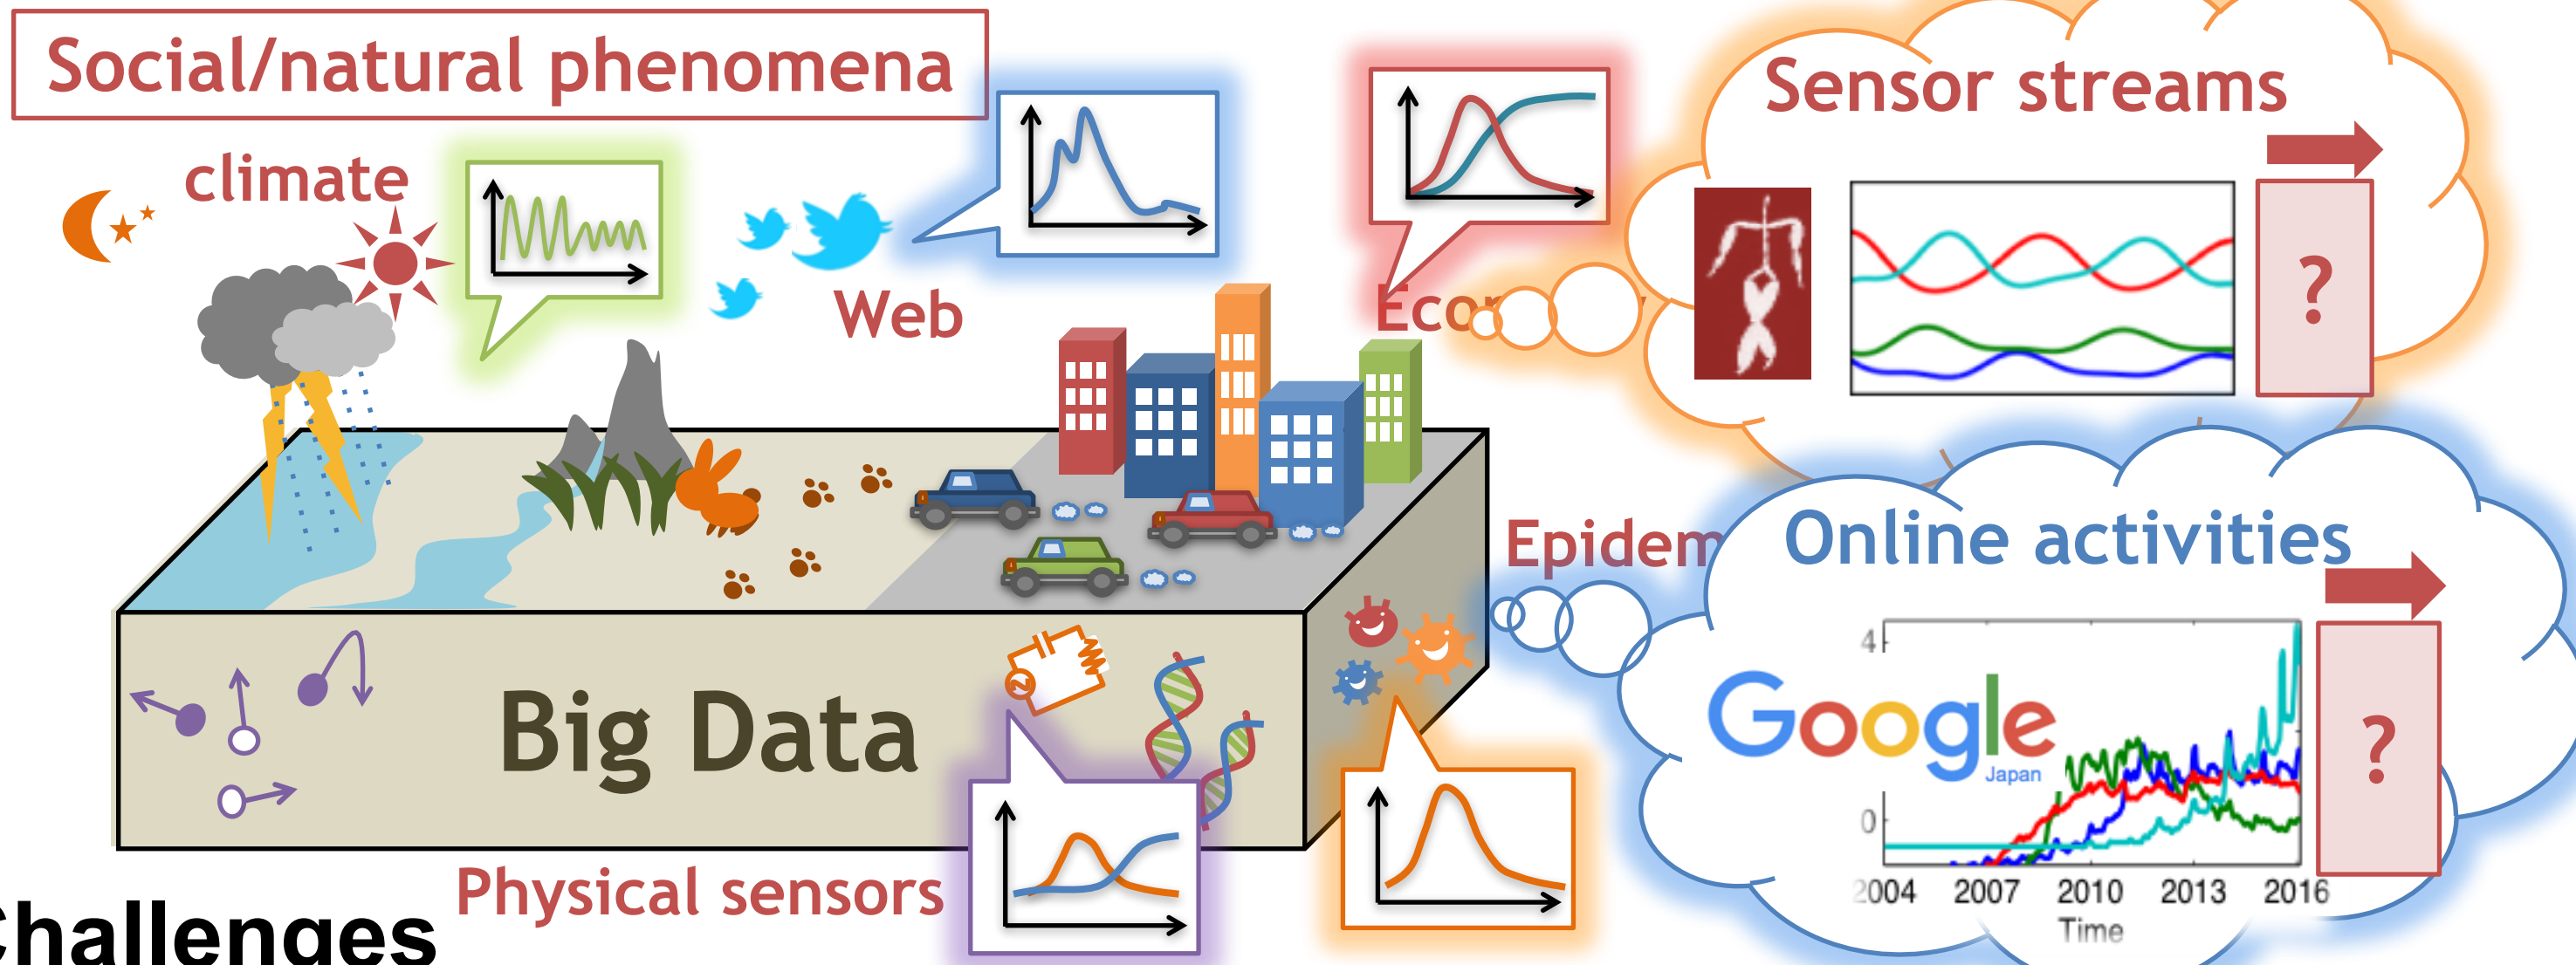 Social/natural phenomena
climate
Web
Sensor streams
?
Online activities
4
Google
Japan
?
0
2004 2007 2010 2013 2016
Time
Big Data
Physical sensors